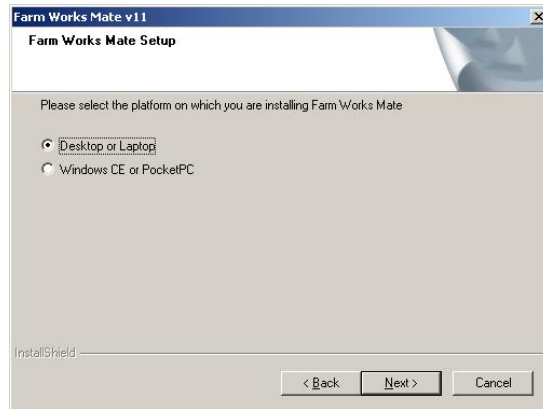 Farm Works Mate v11
Farm Works Mate Setup
Please select the platform on which you are installing Farm Works Mate
Desktop or Laptop
Windows CE or PocketPC
InstallShield
< Back
Next >
Cancel